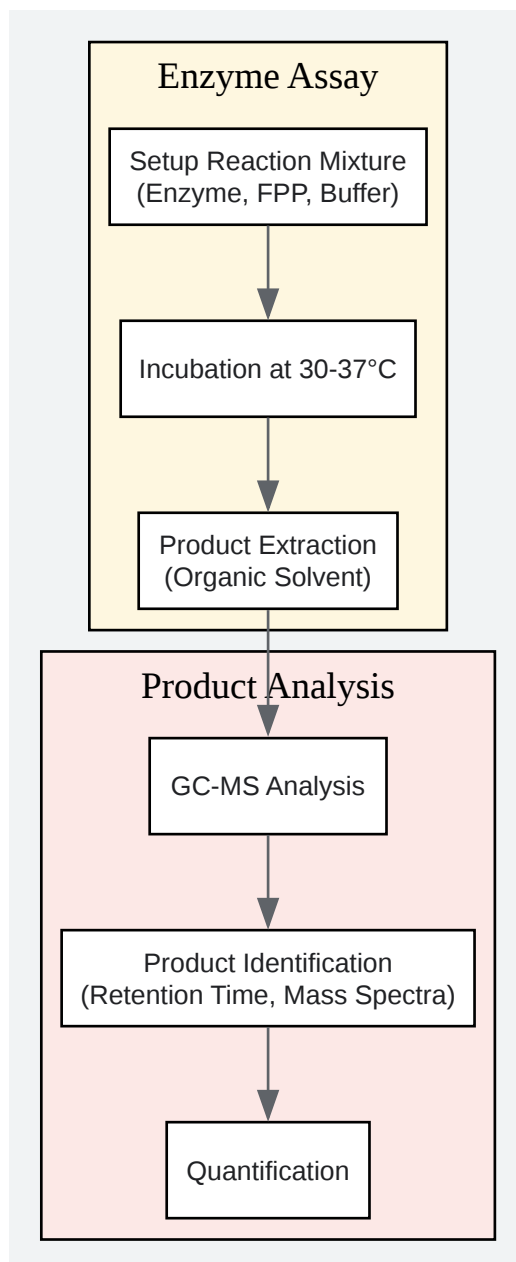 Enzyme Assay
Setup Reaction Mixture
(Enzyme, FPP, Buffer)
Incubation at 30-37°C
Product Extraction
(Organic Solvent)
Product Analysis
GC-MS Analysis
Product Identification
(Retention Time, Mass Spectra)
Quantification